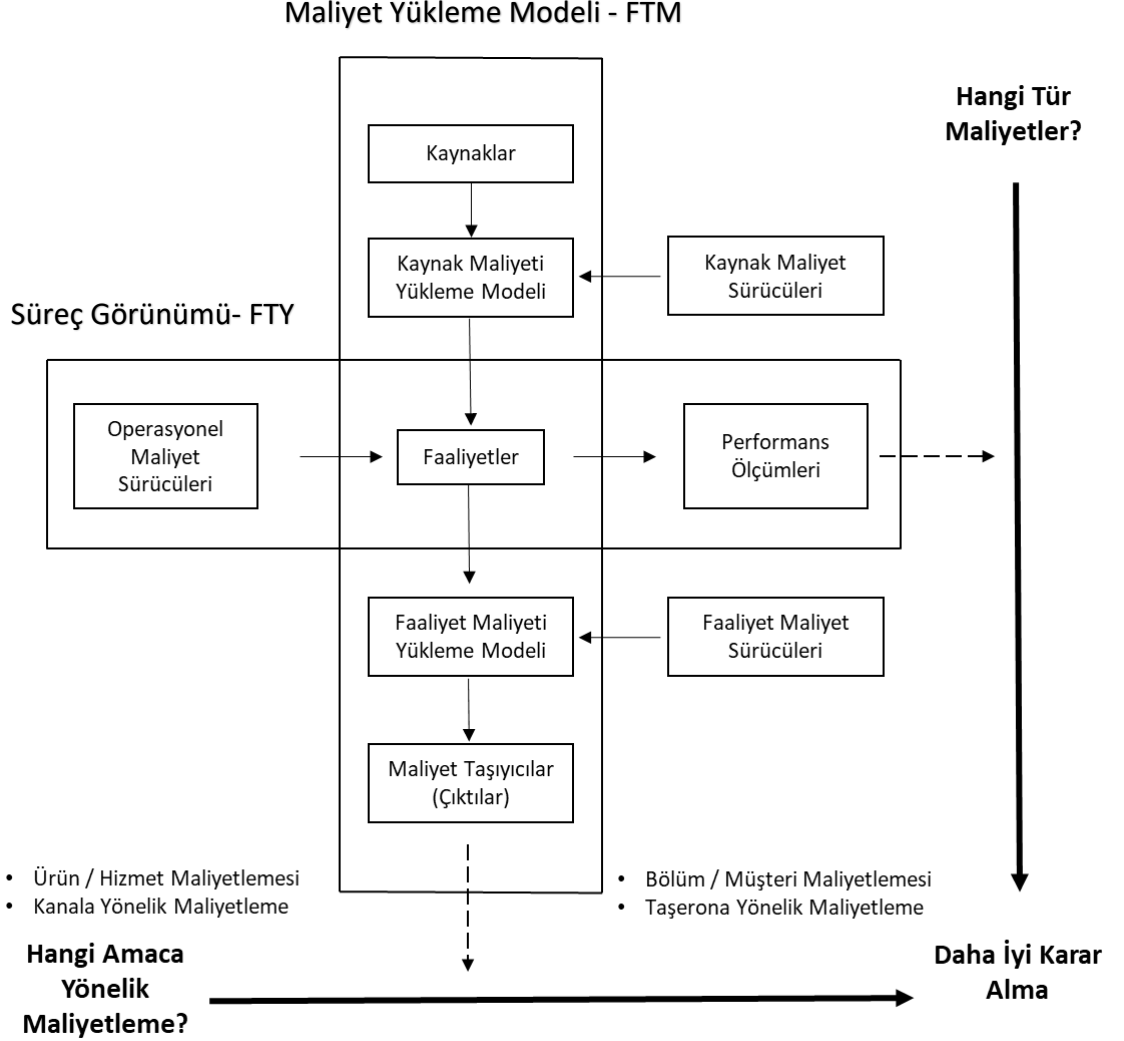 Maliyet Yükleme Modeli - FTM
Hangi Tür
Maliyetler?
Kaynaklar
Kaynak Maliyeti
Yükleme Modeli
Kaynak Maliyet
Sürücüleri
Süreç Görünümü- FTY
Operasyonel
Maliyet
Sürücüleri
Faaliyetler
Performans
Ölçümleri
Faaliyet Maliyeti
Yükleme Modeli
Faaliyet Maliyet
Sürücüleri
Maliyet Taşıyıcılar
(Çıktılar)
• Ürün / Hizmet Maliyetlemesi
• Kanala Yönelik Maliyetleme
• Bölüm / Müşteri Maliyetlemesi
• Taşerona Yönelik Maliyetleme
Hangi Amaca
Yönelik
Maliyetleme?
Daha İyi Karar
Alma